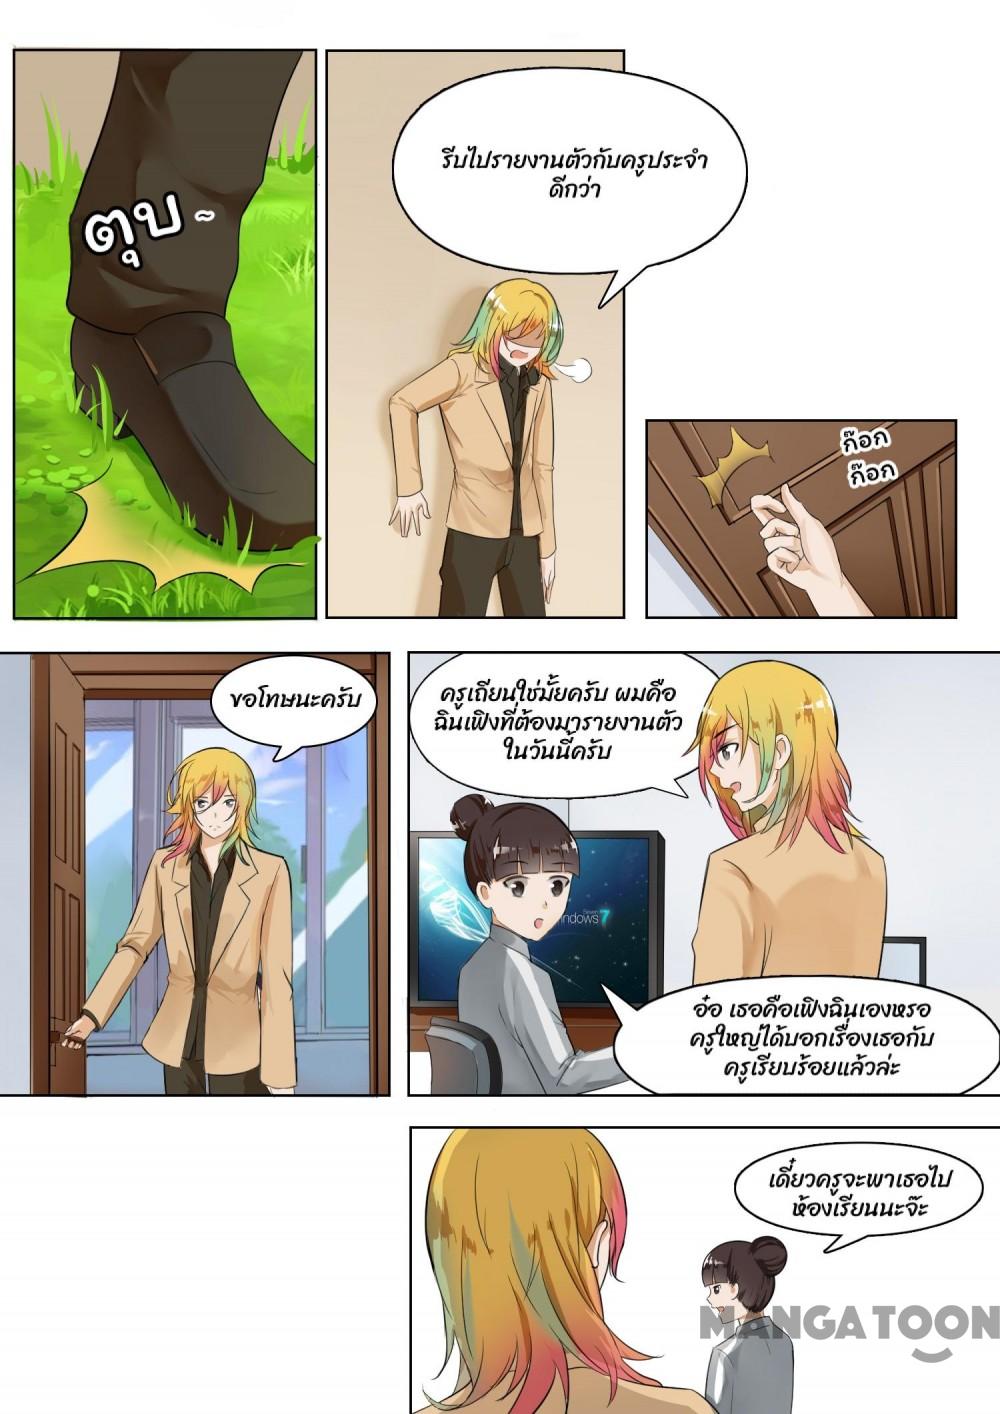 ตุบ ~
รีบไปรายงานตัวกับครูประจำ
ดีกว่า
ก๊อก
ก๊อก
ขอโทษนะครับ
ครูเถียนใช่มั้ยครับ ผมคือ
ฉินเฟิงที่ต้องมารายงานตัว
ในวันนี้ครับ
Seven
indows 7
อ๋อ เธอคือเฟิงฉินเองหรอ
ครูใหญ่ได้บอกเรื่องเธอกับ
ครูเรียบร้อยแล้วล่ะ
เดี๋ยวครูจะพาเธอไป
ห้องเรียนนะจ๊ะ
MANGATOON